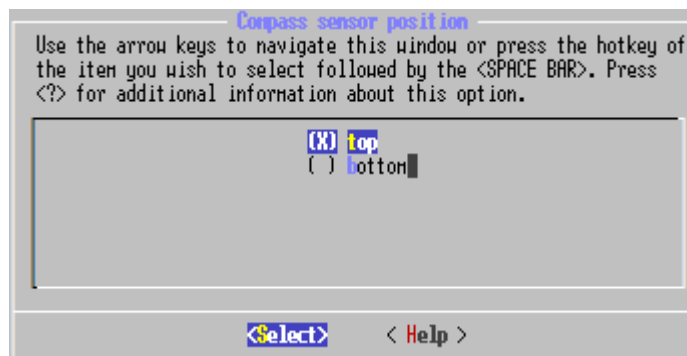 Compass sensor position
Use the arrow keys to navigate this window or press the hotkey of
the item you wish to select followed by the <SPACE BAR>. Press
<?> for additional information about this option.
(X) top
( ) bottom
<Select> < Help >